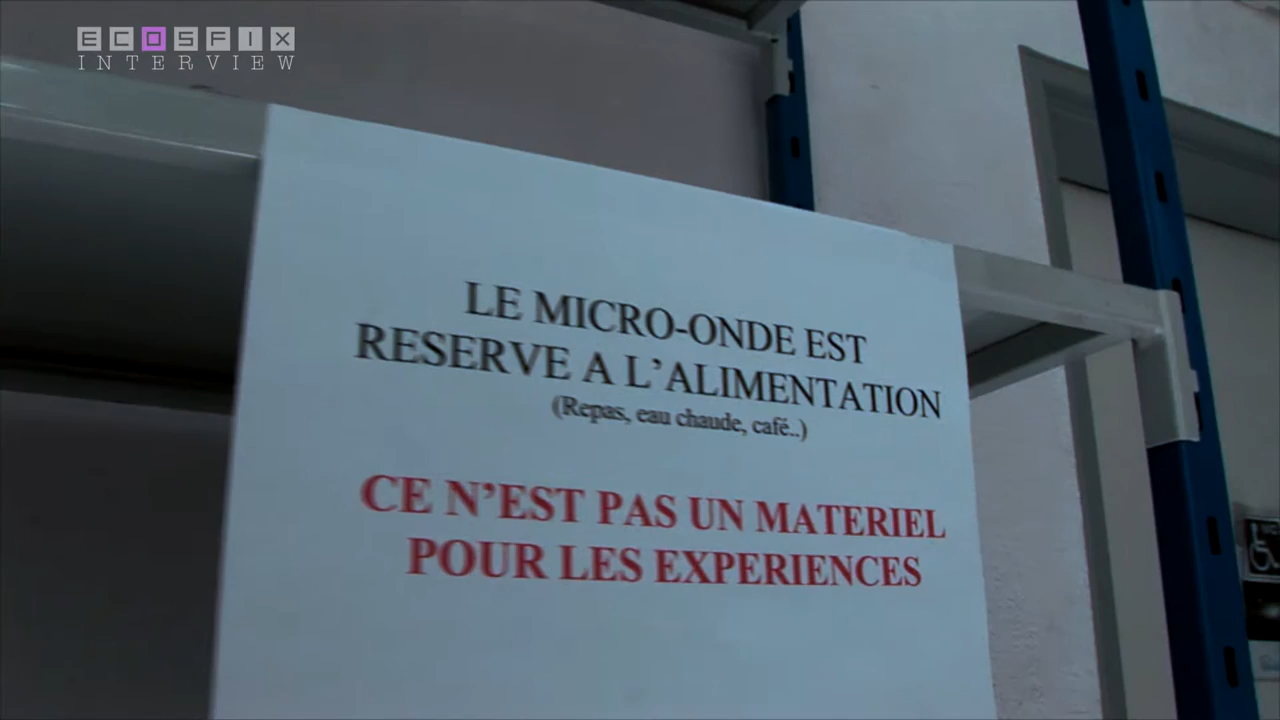 ECOSFIX
INTERVIEW
LE MICRO-ONDE EST
RESERVE A L'ALIMENTATION
(Repas, eau chaude, café..)
CE N'EST PAS UN MATERIEL
POUR LES EXPERIENCES